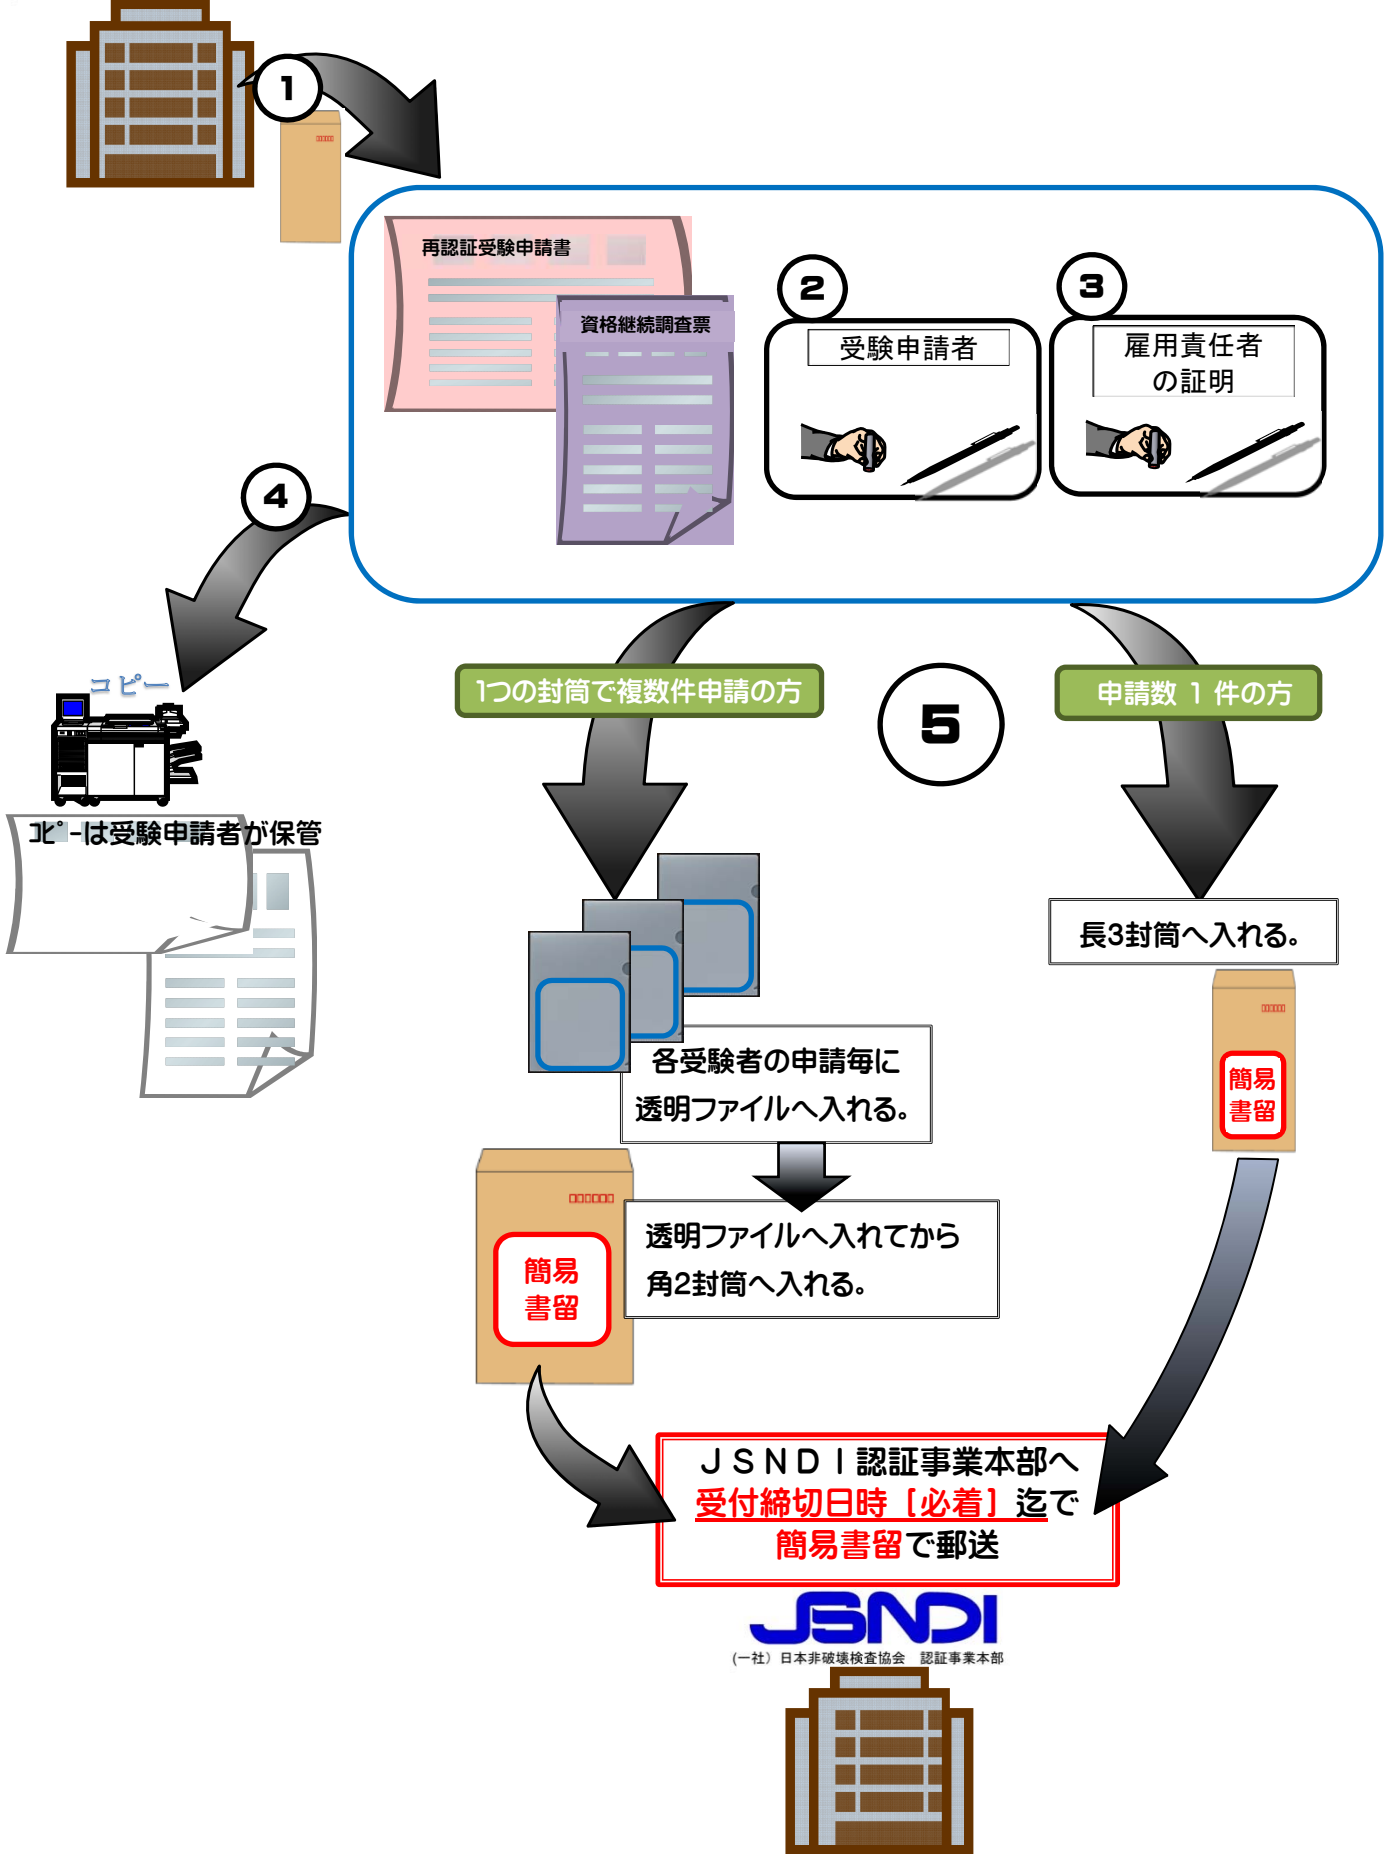 1
再認証受験申請書
資格継続調査票
2
受験申請者
3
雇用責任者
の証明
4
コピー
ｺﾋﾟｰは受験申請者が保管
1つの封筒で複数件申請の方
5
申請数 1 件の方
長3封筒へ入れる。
簡易
書留
各受験者の申請毎に
透明ファイルへ入れる。
透明ファイルへ入れてから
角2封筒へ入れる。
簡易
書留
ＪＳＮＤＩ認証事業本部へ
受付締切日時［必着］迄で
簡易書留で郵送
JSNDI
(一社）日本非破壊検査協会　認証事業本部